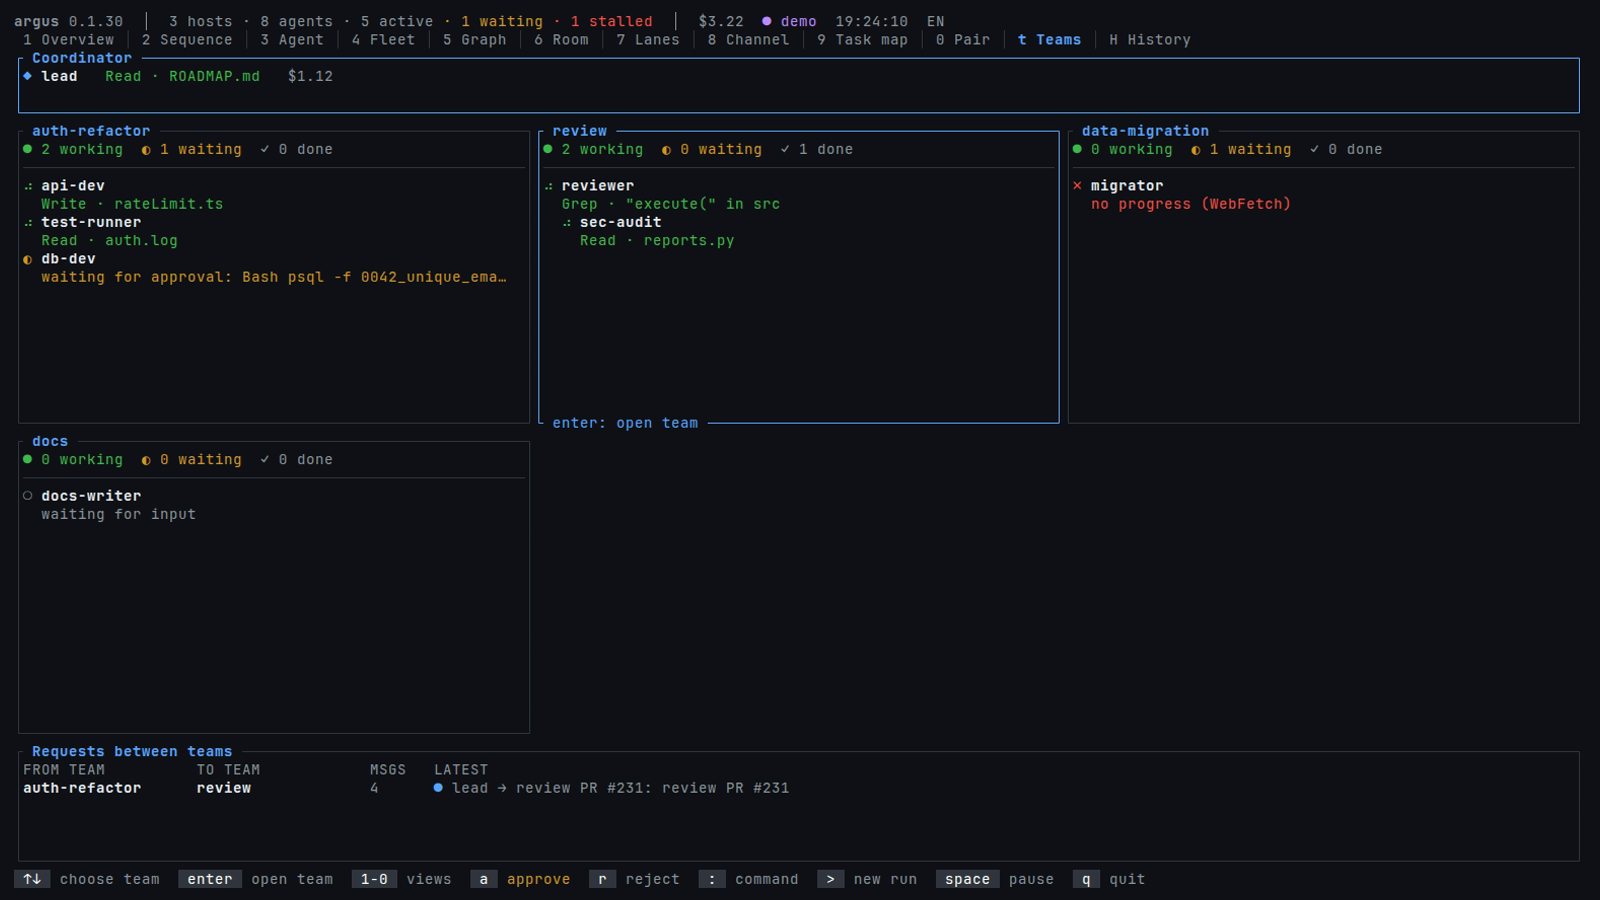 argus 0.1.30 │ 3 hosts · 8 agents · 5 active · 1 waiting · 1 stalled │ $3.22 ● demo 19:24:10 EN
1 Overview │ 2 Sequence │ 3 Agent │ 4 Fleet │ 5 Graph │ 6 Room │ 7 Lanes │ 8 Channel │ 9 Task map │ 0 Pair │ t Teams │ H History
Coordinator
◆ lead Read · ROADMAP.md $1.12
auth-refactor
● 2 working ◐ 1 waiting ✓ 0 done
api-dev
Write · rateLimit.ts
test-runner
Read · auth.log
◐ db-dev
waiting for approval: Bash psql -f 0042_unique_ema…
review
● 2 working ◐ 0 waiting ✓ 1 done
reviewer
Grep · "execute(" in src
sec-audit
Read · reports.py
enter: open team
data-migration
● 0 working ◐ 1 waiting ✓ 0 done
✕ migrator
no progress (WebFetch)
docs
● 0 working ◐ 0 waiting ✓ 0 done
○ docs-writer
waiting for input
Requests between teams
FROM TEAM TO TEAM MSGS LATEST
auth-refactor review 4 ● lead → review PR #231: review PR #231
↑↓ choose team enter open team 1-0 views a approve r reject : command > new run space pause q quit